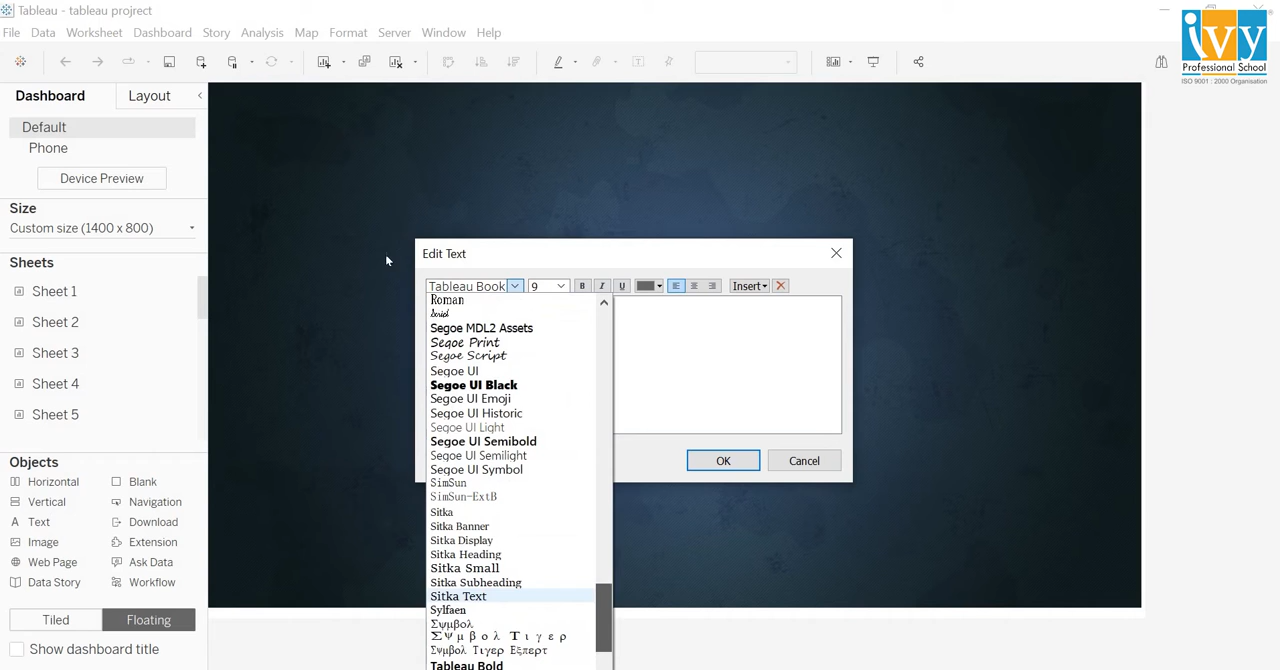 Tableau - tableau projrect
File Data Worksheet Dashboard Story Analysis Map Format Server Window Help
ivy
Professional School
ISO 9001 : 2000 Organisation
Dashboard Layout
Default
Phone
Device Preview
Size
Custom size (1400 x 800)
Sheets
Sheet 1
Sheet 2
Sheet 3
Sheet 4
Sheet 5
Objects
Horizontal Blank
Vertical Navigation
A Text Download
Image Extension
Web Page Ask Data
Data Story Workflow
Tiled Floating
Show dashboard title
Edit Text
Tableau Book 9 B I U Insert
Roman
Script
Segoe MDL2 Assets
Segoe Print
Segoe Script
Segoe UI
Segoe UI Black
Segoe UI Emoji
Segoe UI Historic
Segoe UI Light
Segoe UI Semibold
Segoe UI Semilight
Segoe UI Symbol
SimSun
SimSun-ExtB
Sitka
Sitka Banner
Sitka Display
Sitka Heading
Sitka Small
Sitka Subheading
Sitka Text
Sylfaen
Σψμβολ
Σψμβολ Τιγερ
Σψμβολ Τιγερ Εξπερτ
Tableau Bold
OK Cancel